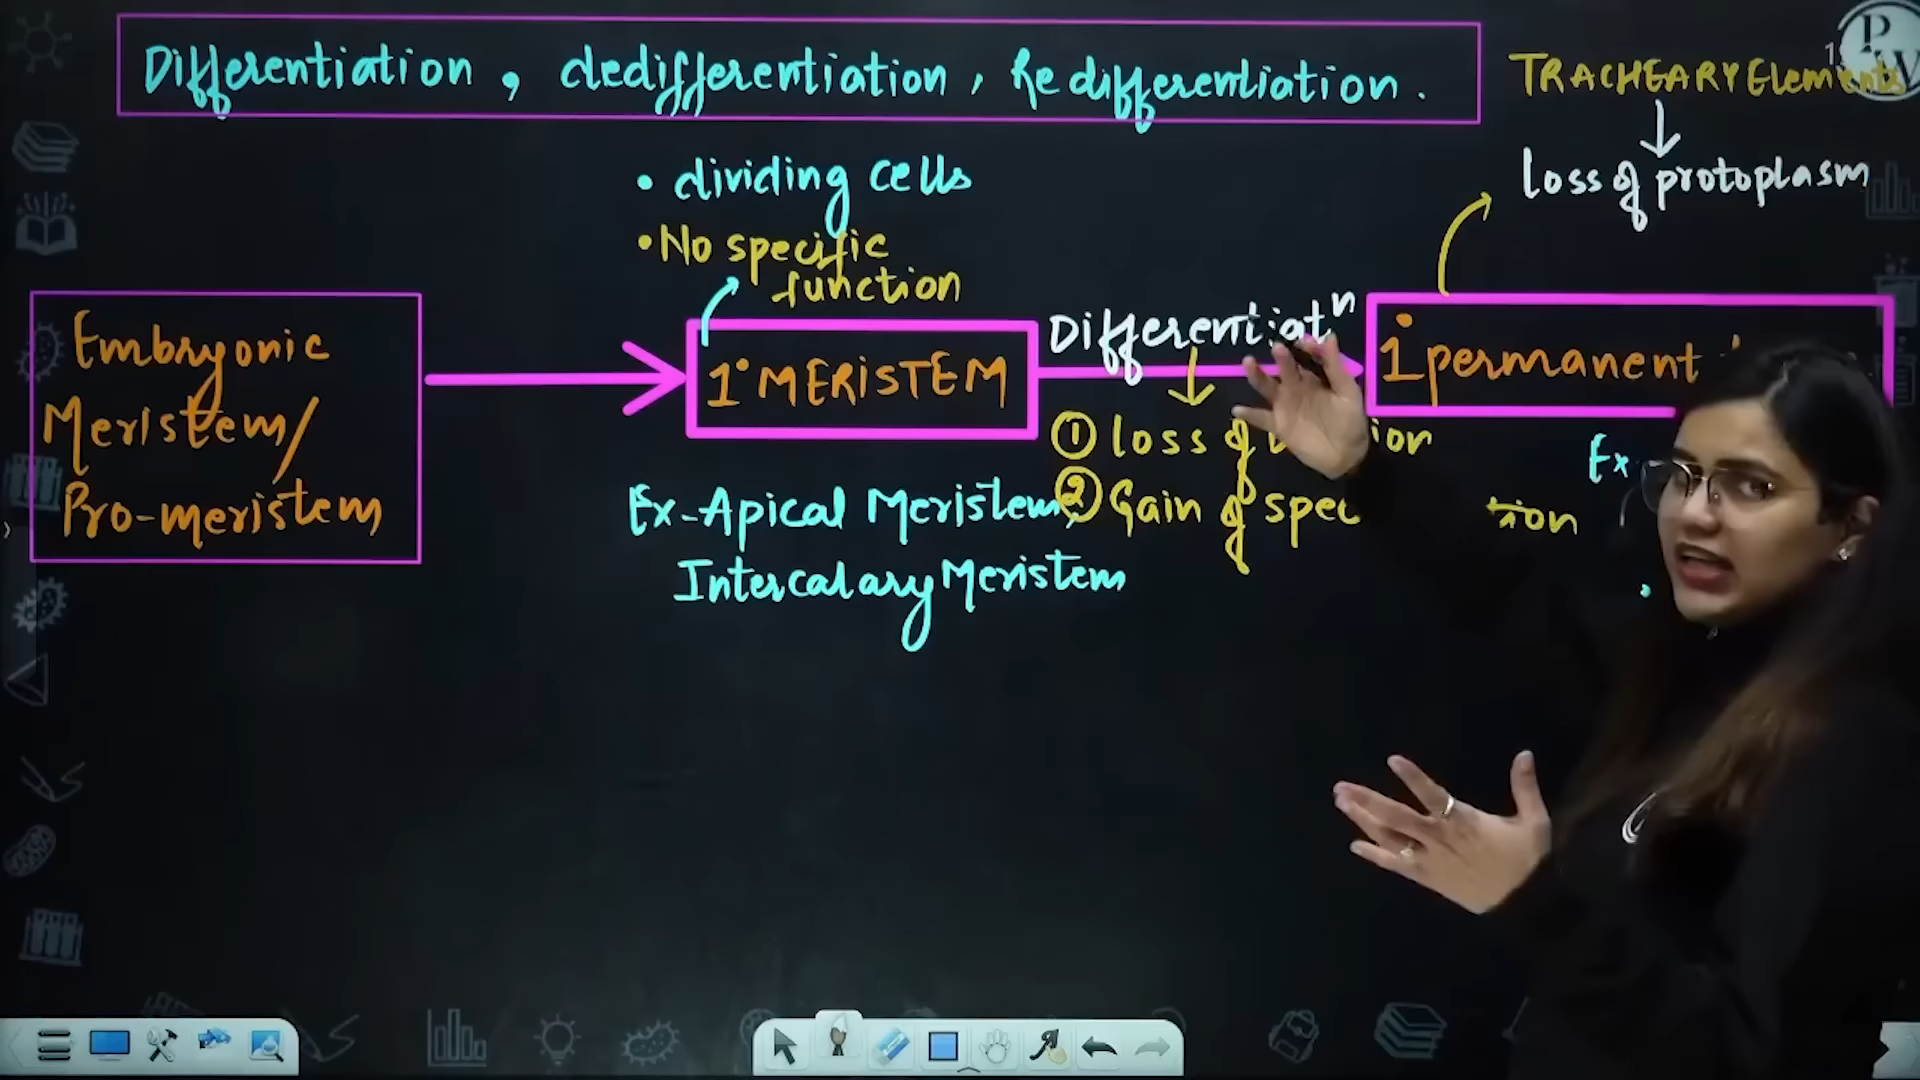 Differentiation, dedifferentiation, Redifferentiation.
TRACHEARY Elements
loss of protoplasm
• dividing cells
• No specific
function
Embryonic
Meristem/
Pro-meristem
1° MERISTEM
Differentiatⁿ
1° permanent
① loss of
② Gain of
Ex-Apical Meristem,
Intercalary Meristem
Ex
PW